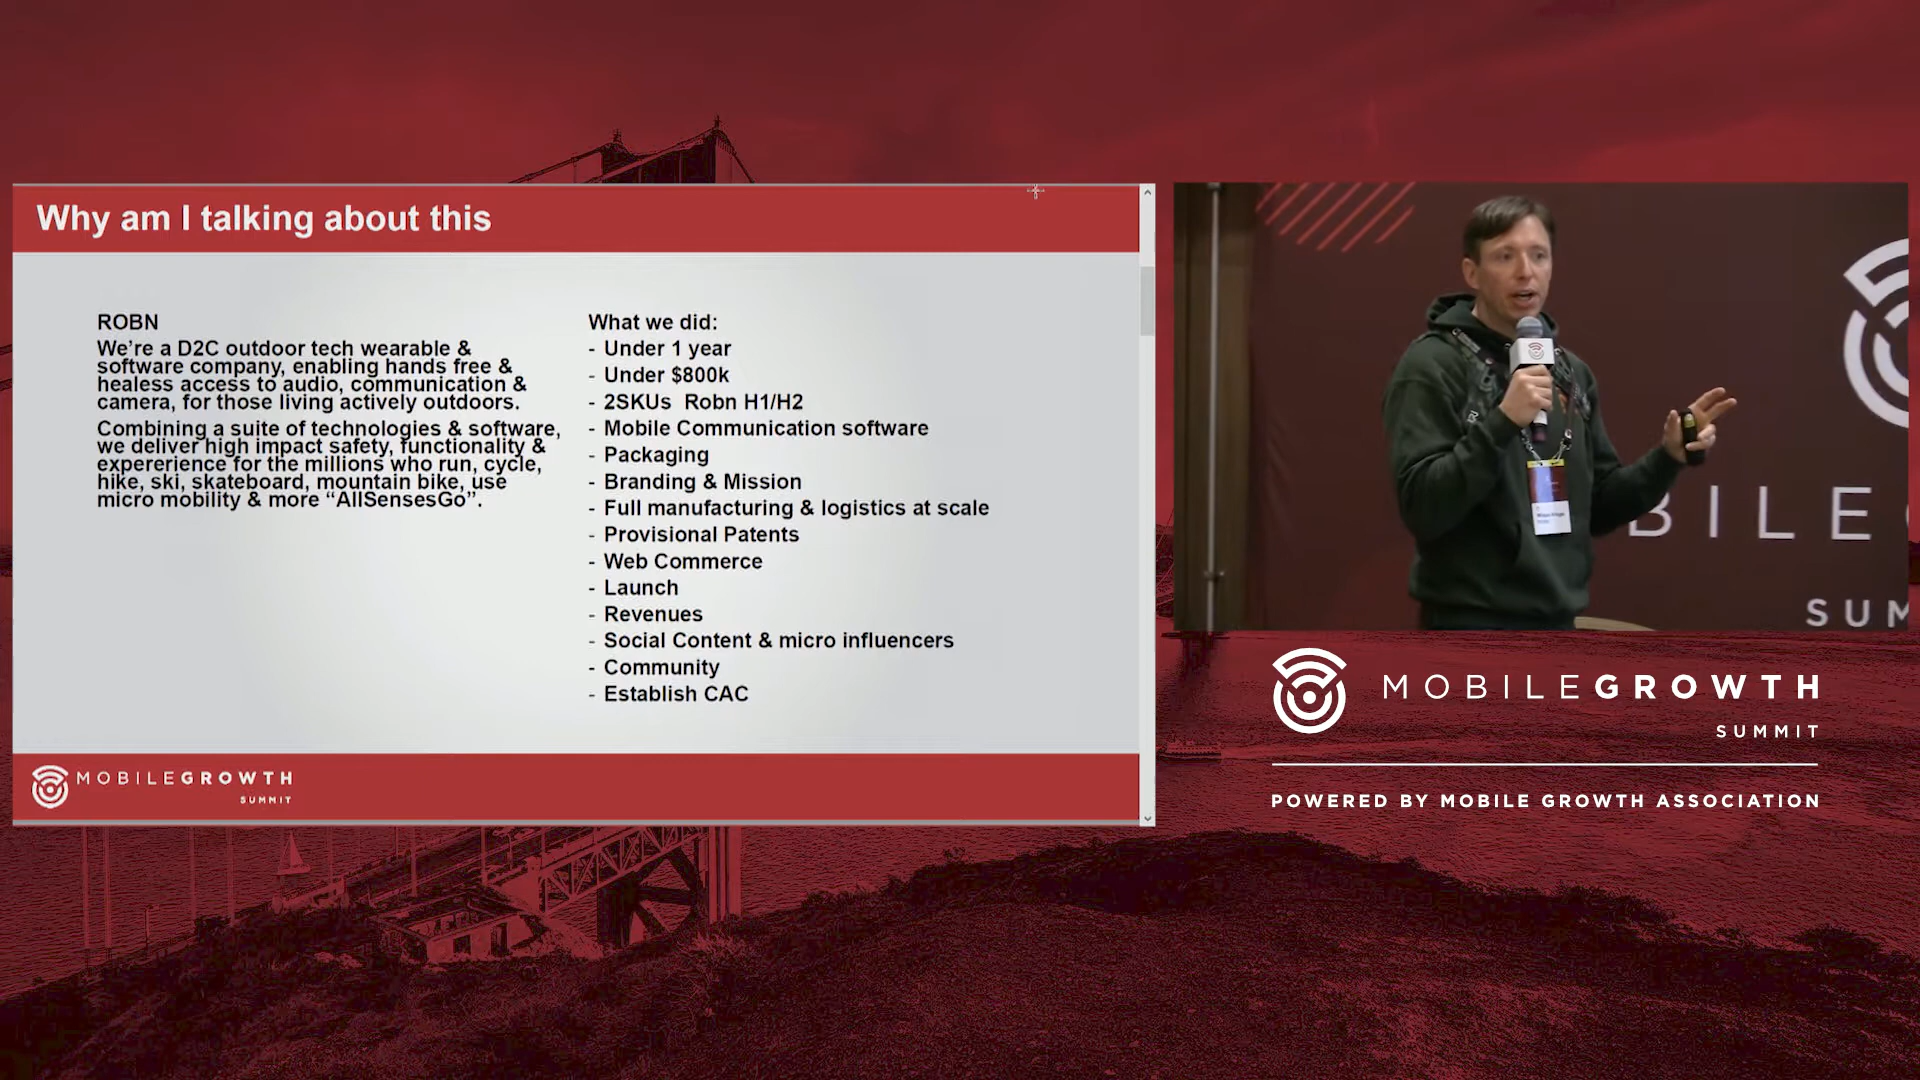 Why am I talking about this
ROBN
We’re a D2C outdoor tech wearable &
software company, enabling hands free &
healess access to audio, communication &
camera, for those living actively outdoors.
Combining a suite of technologies & software,
we deliver high impact safety, functionality &
expererience for the millions who run, cycle,
hike, ski, skateboard, mountain bike, use
micro mobility & more “AllSensesGo”.
What we did:
- Under 1 year
- Under $800k
- 2SKUs Robn H1/H2
- Mobile Communication software
- Packaging
- Branding & Mission
- Full manufacturing & logistics at scale
- Provisional Patents
- Web Commerce
- Launch
- Revenues
- Social Content & micro influencers
- Community
- Establish CAC
MOBILEGROWTH
SUMMIT
BILE
SUM
MOBILEGROWTH
SUMMIT
POWERED BY MOBILE GROWTH ASSOCIATION